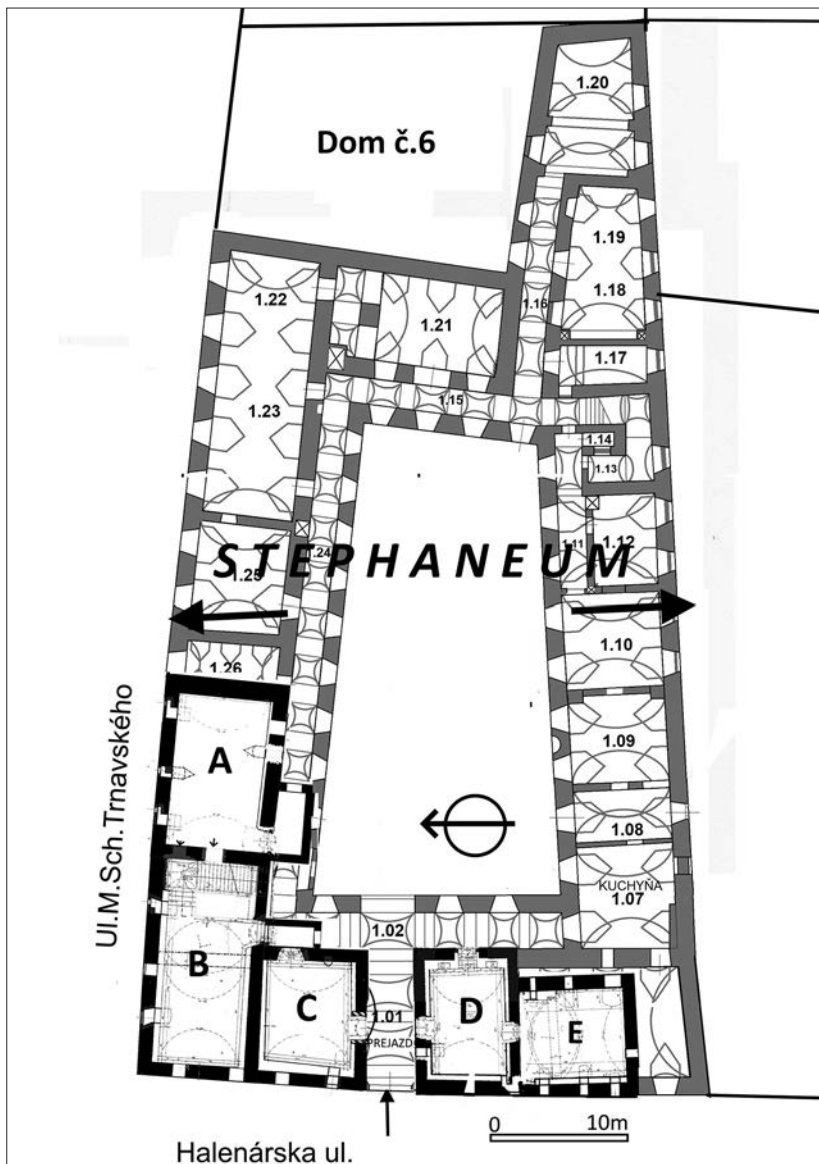 1.20
Dom č.6
1.19
1.22
1.16
1.18
1.21
1.17
1.15
1.23
1.14
1.13
1.11
1.12
1.24
STEPHANEUM
1.25
1.10
1.26
A
1.09
Ul.M.Sch.Trnavského
1.08
KUCHYŇA
1.07
1.02
B
C
D
E
1.01
PREJAZD
0 10m
Halenárska ul.